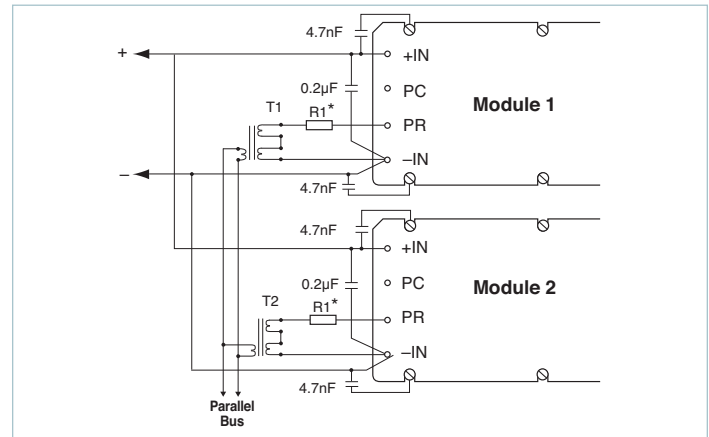 4.7nF
+
+IN
0.2µF
PC
Module 1
T1
R1*
PR
–IN
–
4.7nF
4.7nF
+IN
0.2µF
PC
Module 2
T2
R1*
PR
–IN
4.7nF
Parallel
Bus